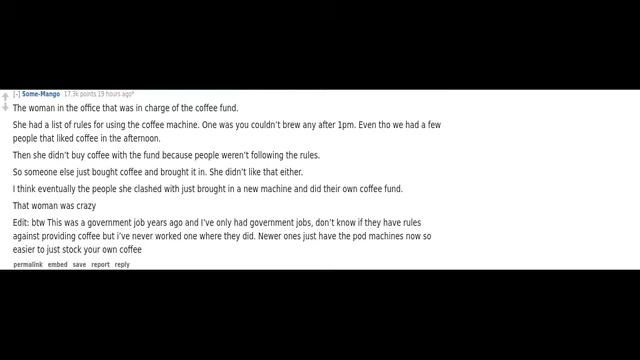 [-] Some-Mango 17.3k points 19 hours ago*
The woman in the office that was in charge of the coffee fund.
She had a list of rules for using the coffee machine. One was you couldn't brew any after 1pm. Even tho we had a few
people that liked coffee in the afternoon.
Then she didn't buy coffee with the fund because people weren't following the rules.
So someone else just bought coffee and brought it in. She didn't like that either.
I think eventually the people she clashed with just brought in a new machine and did their own coffee fund.
That woman was crazy
Edit: btw This was a government job years ago and I've only had government jobs, don't know if they have rules
against providing coffee but i've never worked one where they did. Newer ones just have the pod machines now so
easier to just stock your own coffee
permalink embed save report reply